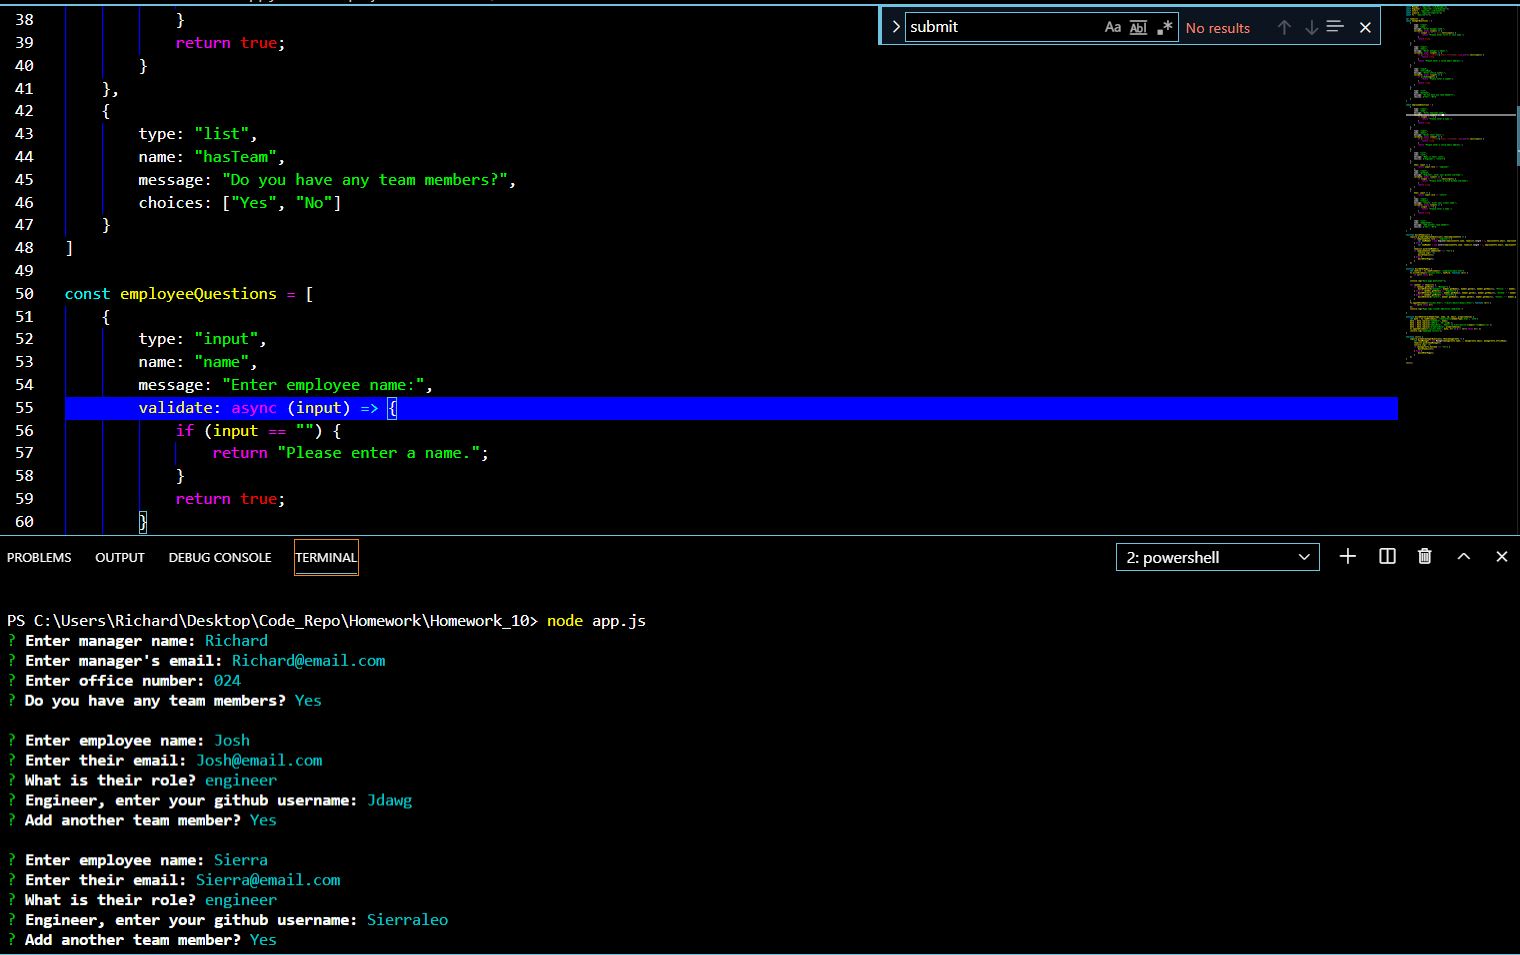 38                 }
39                 return true;
40             }
41         },
42         {
43             type: "list",
44             name: "hasTeam",
45             message: "Do you have any team members?",
46             choices: ["Yes", "No"]
47         }
48     ]
49
50     const employeeQuestions = [
51         {
52             type: "input",
53             name: "name",
54             message: "Enter employee name:",
55             validate: async (input) => {
56                 if (input == "") {
57                     return "Please enter a name.";
58                 }
59                 return true;
60             }
submit Aa Abl .* No results
PROBLEMS OUTPUT DEBUG CONSOLE TERMINAL 2: powershell
PS C:\Users\Richard\Desktop\Code_Repo\Homework\Homework_10> node app.js
? Enter manager name: Richard
? Enter manager's email: Richard@email.com
? Enter office number: 024
? Do you have any team members? Yes
? Enter employee name: Josh
? Enter their email: Josh@email.com
? What is their role? engineer
? Engineer, enter your github username: Jdawg
? Add another team member? Yes
? Enter employee name: Sierra
? Enter their email: Sierra@email.com
? What is their role? engineer
? Engineer, enter your github username: Sierraleo
? Add another team member? Yes